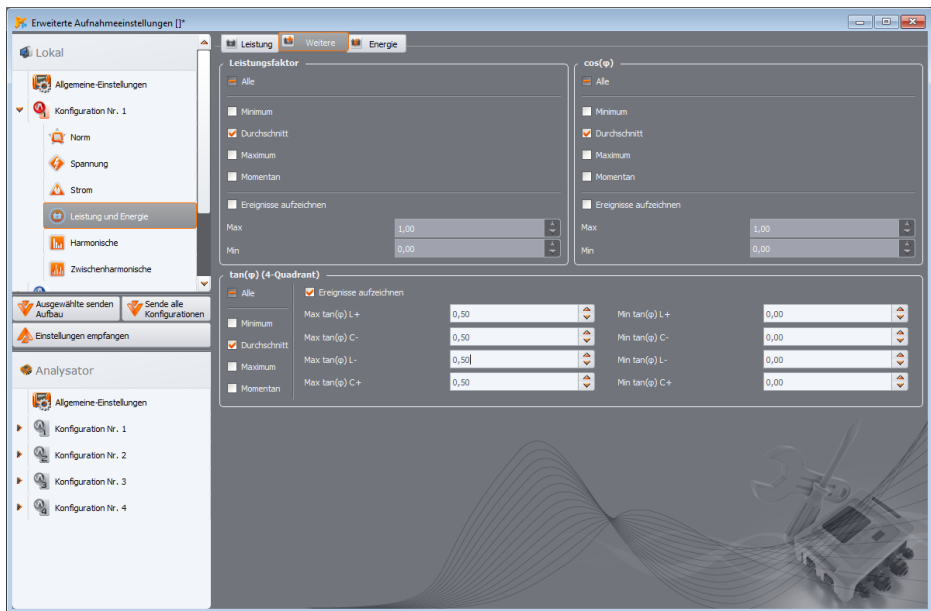 Erweiterte Aufnahmeeinstellungen []*
Lokal
Allgemeine-Einstellungen
Konfiguration Nr. 1
Norm
Spannung
Strom
Leistung und Energie
Harmonische
Zwischenharmonische
Ausgewählte senden
Aufbau
Sende alle
Konfigurationen
Einstellungen empfangen
Analysator
Allgemeine-Einstellungen
Konfiguration Nr. 1
Konfiguration Nr. 2
Konfiguration Nr. 3
Konfiguration Nr. 4
Leistung
Weitere
Energie
Leistungsfaktor
Alle
Minimum
Durchschnitt
Maximum
Momentan
Ereignisse aufzeichnen
Max 1,00
Min 0,00
cos(φ)
Alle
Minimum
Durchschnitt
Maximum
Momentan
Ereignisse aufzeichnen
Max 1,00
Min 0,00
tan(φ) (4-Quadrant)
Alle
Minimum
Durchschnitt
Maximum
Momentan
Ereignisse aufzeichnen
Max tan(φ) L+ 0,50 Min tan(φ) L+ 0,00
Max tan(φ) C- 0,50 Min tan(φ) C- 0,00
Max tan(φ) L- 0,50 Min tan(φ) L- 0,00
Max tan(φ) C+ 0,50 Min tan(φ) C+ 0,00